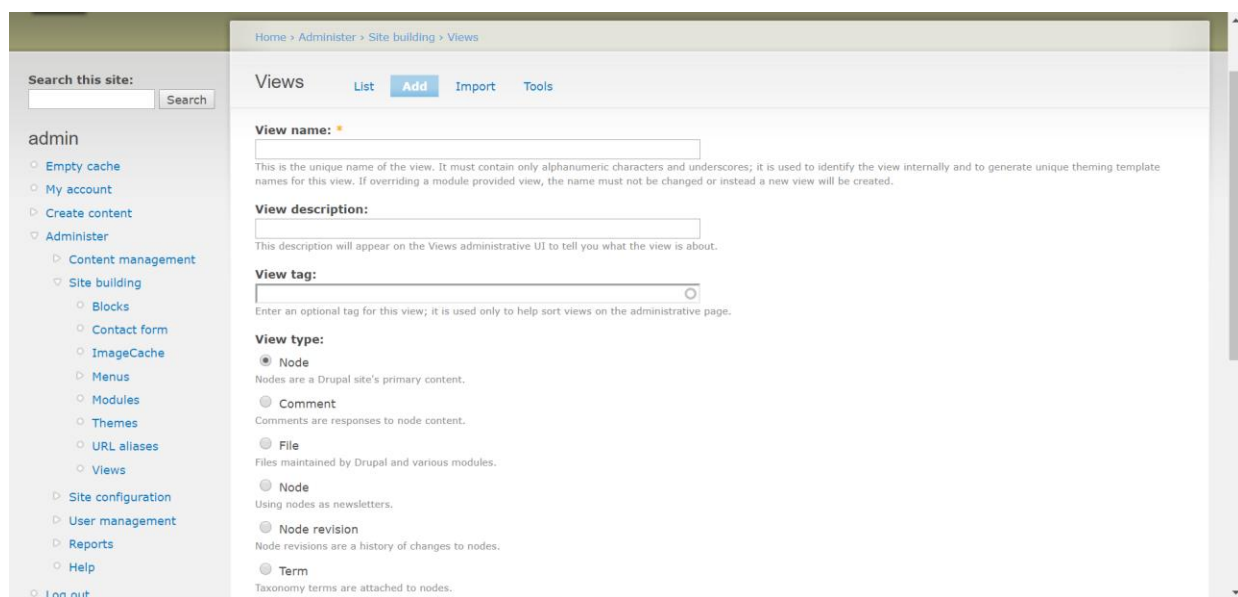 Home › Administer › Site building › Views
Search this site:
Search
admin
Empty cache
My account
Create content
Administer
Content management
Site building
Blocks
Contact form
ImageCache
Menus
Modules
Themes
URL aliases
Views
Site configuration
User management
Reports
Help
Log out
Views
List
Add
Import
Tools
View name: *
This is the unique name of the view. It must contain only alphanumeric characters and underscores; it is used to identify the view internally and to generate unique theming template
names for this view. If overriding a module provided view, the name must not be changed or instead a new view will be created.
View description:
This description will appear on the Views administrative UI to tell you what the view is about.
View tag:
Enter an optional tag for this view; it is used only to help sort views on the administrative page.
View type:
Node
Nodes are a Drupal site's primary content.
Comment
Comments are responses to node content.
File
Files maintained by Drupal and various modules.
Node
Using nodes as newsletters.
Node revision
Node revisions are a history of changes to nodes.
Term
Taxonomy terms are attached to nodes.